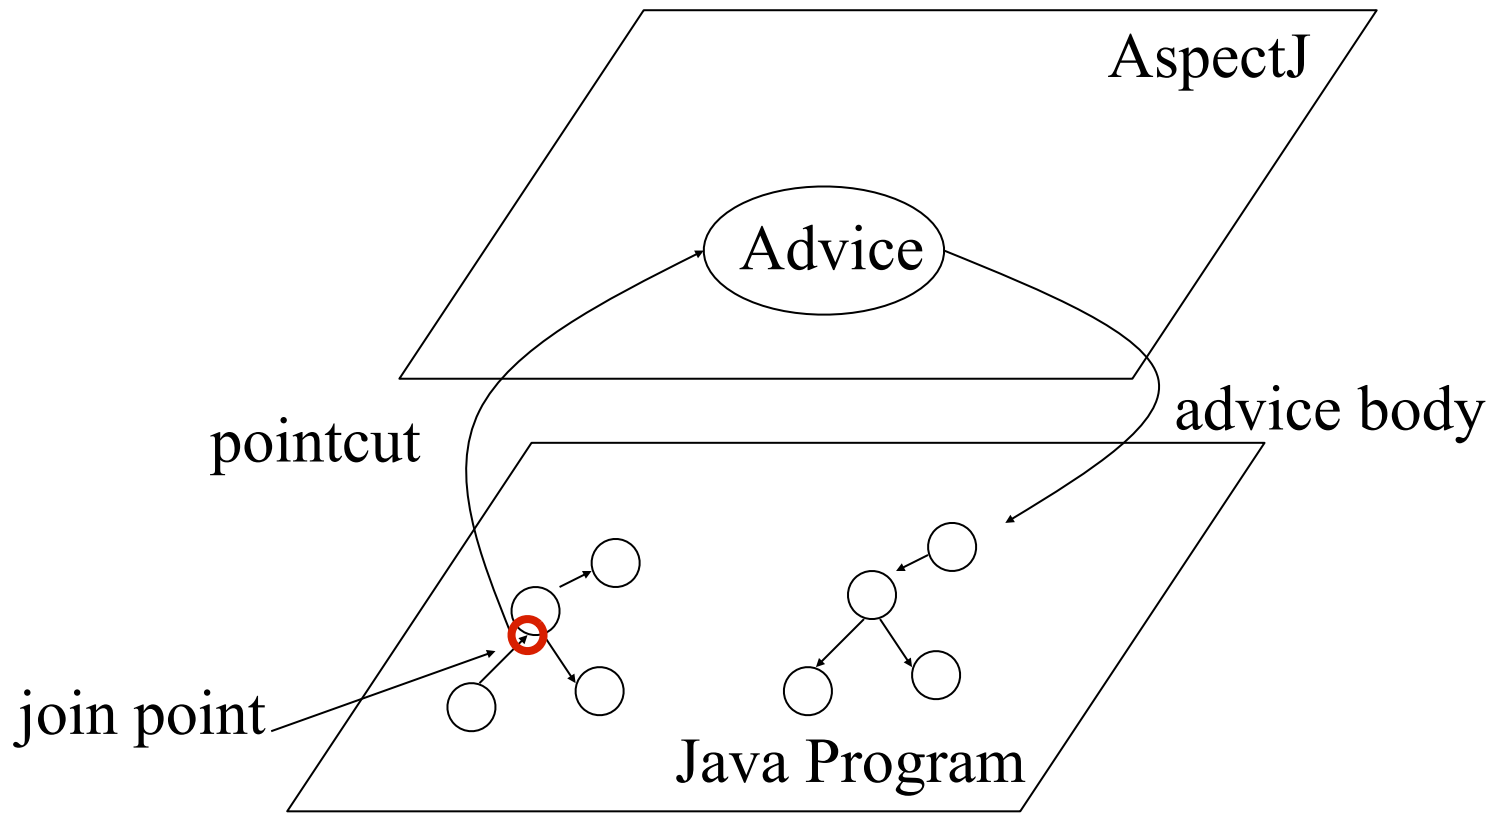 AspectJ
Advice
advice body
pointcut
join point
Java Program